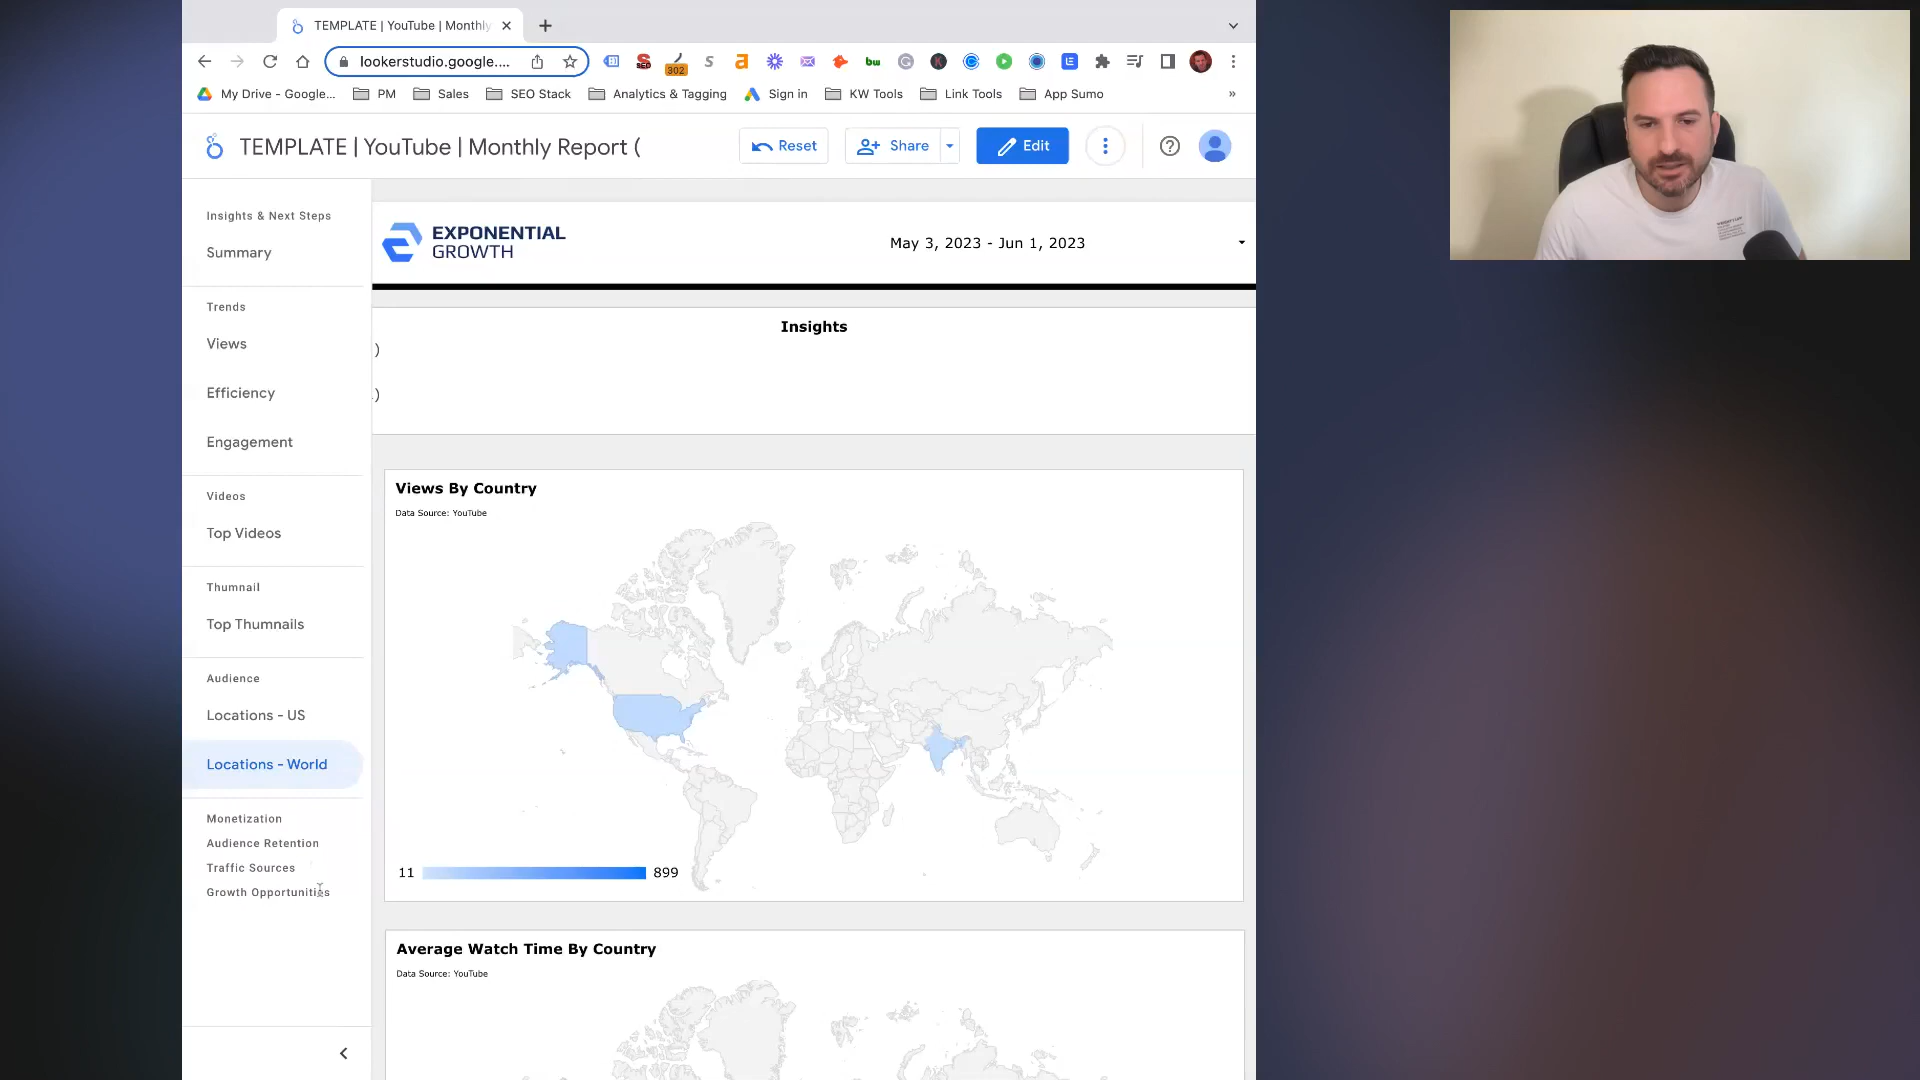 TEMPLATE | YouTube | Monthly
lookerstudio.google....
302
bw
My Drive - Google...
PM
Sales
SEO Stack
Analytics & Tagging
Sign in
KW Tools
Link Tools
App Sumo
»
TEMPLATE | YouTube | Monthly Report (
Reset
Share
Edit
Insights & Next Steps
Summary
Trends
Views
Efficiency
Engagement
Videos
Top Videos
Thumnail
Top Thumnails
Audience
Locations - US
Locations - World
Monetization
Audience Retention
Traffic Sources
Growth Opportunities
EXPONENTIAL
GROWTH
May 3, 2023 - Jun 1, 2023
Insights
)
)
Views By Country
Data Source: YouTube
11
899
Average Watch Time By Country
Data Source: YouTube